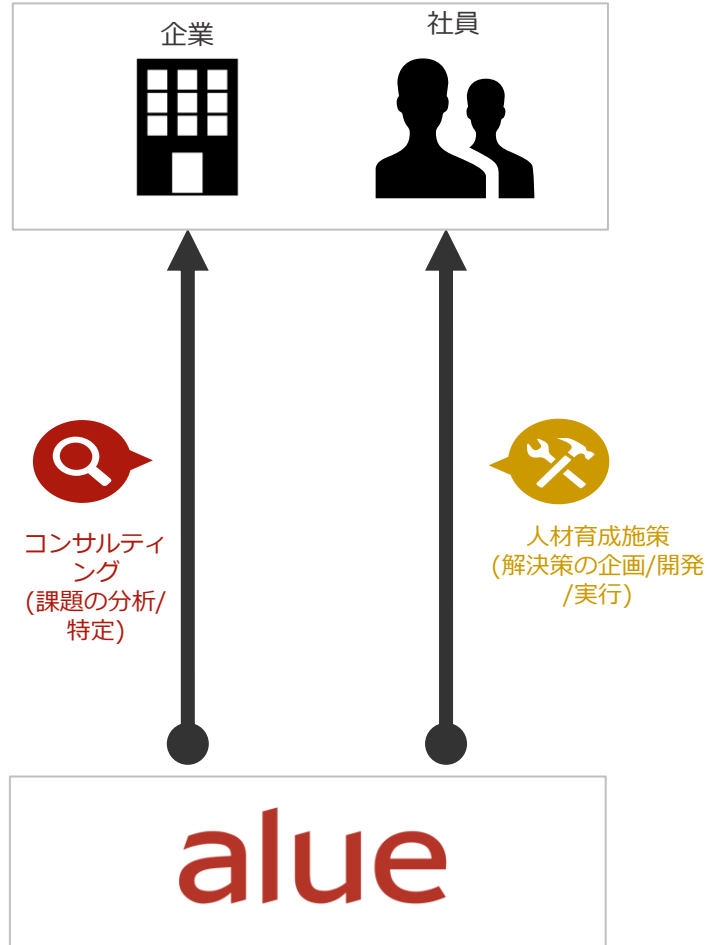 企業
社員
コンサルティ
ング
(課題の分析/
特定)
人材育成施策
(解決策の企画/開発
/実行)
alue